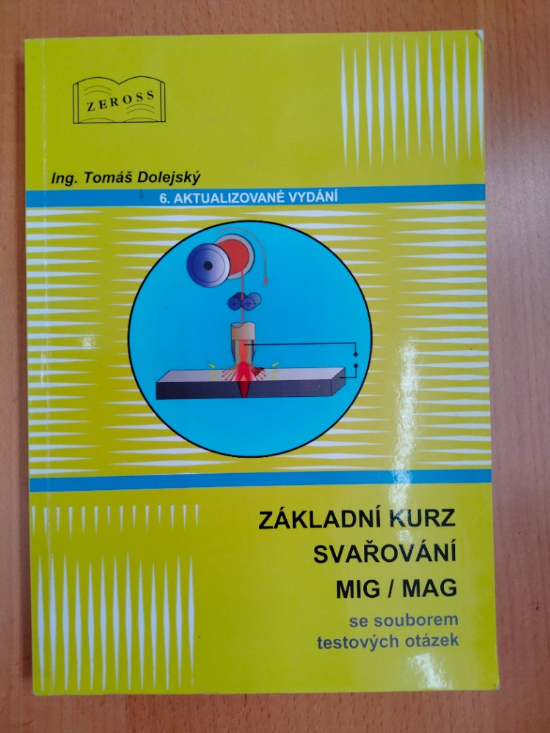 ZEROSS
Ing. Tomáš Dolejský
6. AKTUALIZOVANÉ VYDÁNÍ
ZÁKLADNÍ KURZ
SVAŘOVÁNÍ
MIG / MAG
se souborem
testových otázek